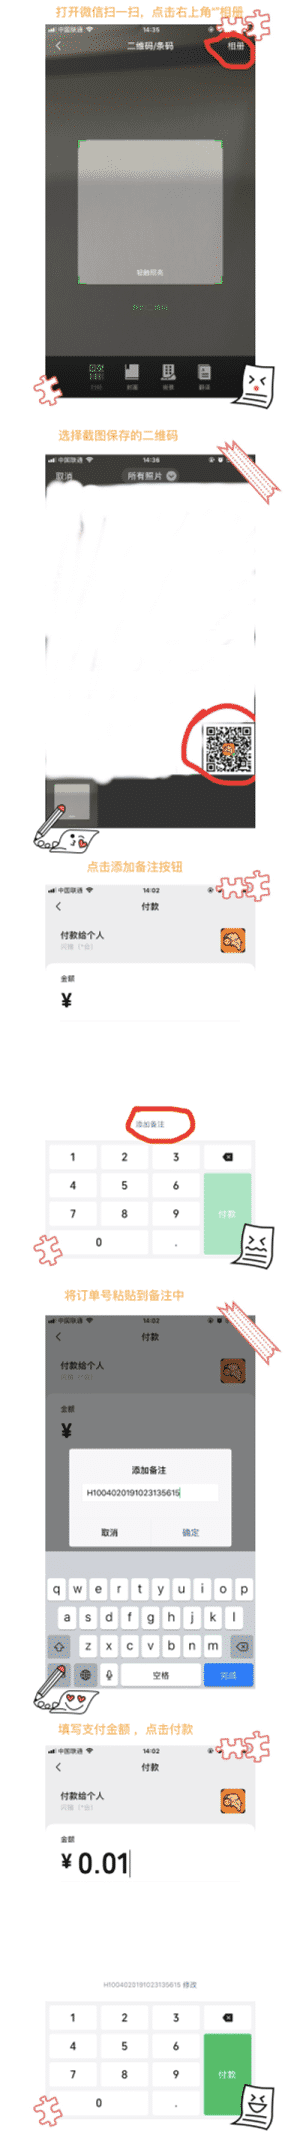 打开微信扫一扫，点击右上角“”相册
中国联通
14:35
二维码/条码
相册
轻触照亮
扫码
封面
街景
翻译
选择截图保存的二维码
中国联通
14:36
取消
所有照片
点击添加备注按钮
中国联通
14:02
付款
付款给个人
金额
¥
添加备注
1 2 3
4 5 6
付款
7 8 9
0 .
将订单号粘贴到备注中
中国联通
14:02
付款
付款给个人
金额
¥
添加备注
H1004020191023135615
取消
确定
q w e r t y u i o p
a s d f g h j k l
z x c v b n m
空格
完成
填写支付金额，点击付款
中国联通
14:02
付款
付款给个人
金额
¥ 0.01
H1004020191023135615 修改
1 2 3
4 5 6
付款
7 8 9
0 .